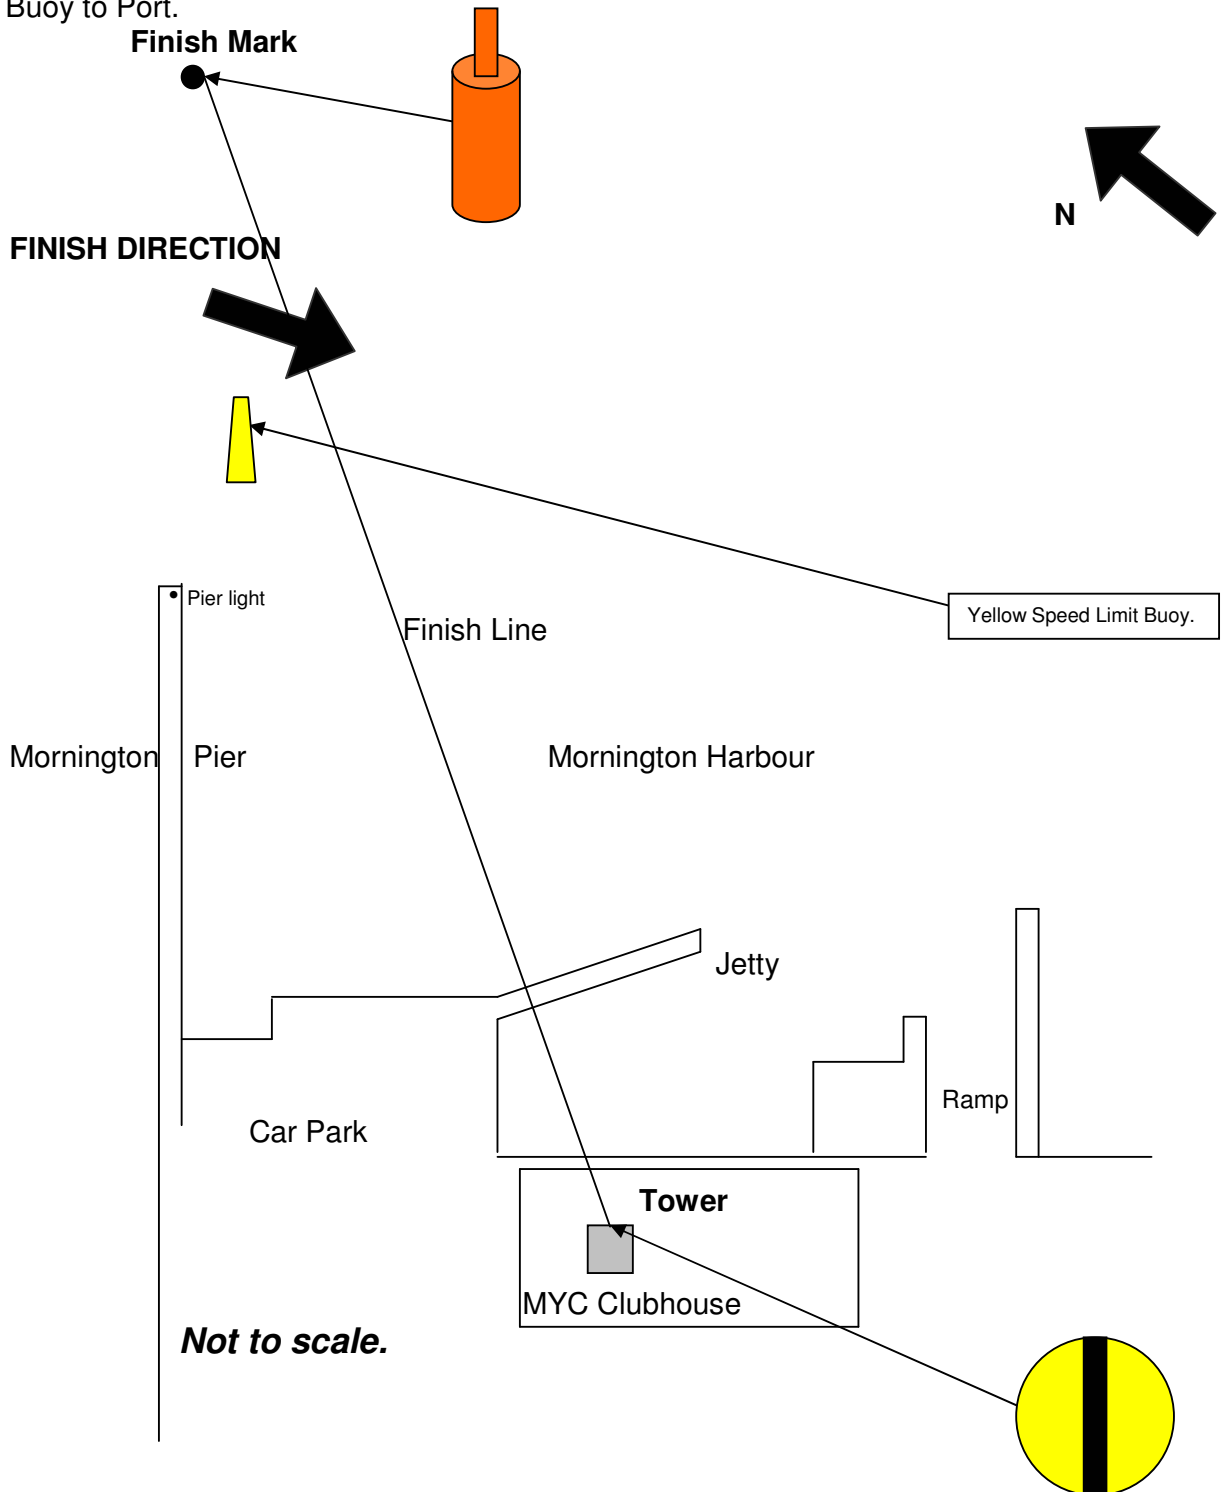 Buoy to Port.
Finish Mark
N
FINISH DIRECTION
Pier light
Yellow Speed Limit Buoy.
Finish Line
Mornington Pier
Mornington Harbour
Jetty
Ramp
Car Park
Tower
MYC Clubhouse
Not to scale.